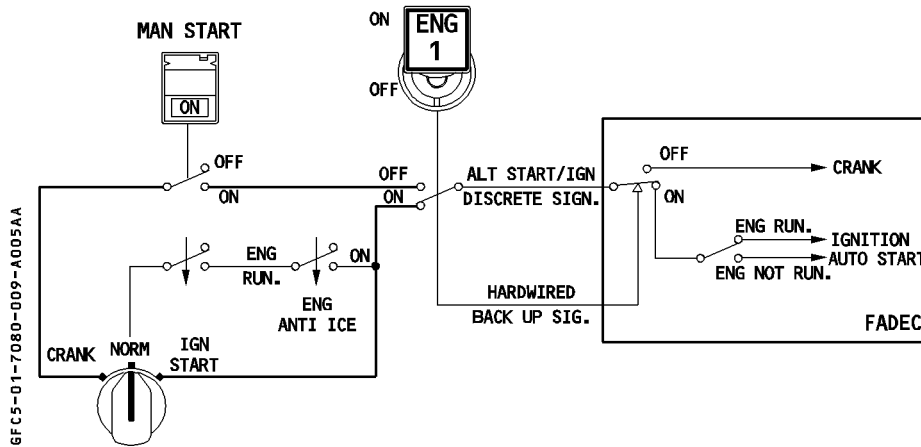 MAN START
ON
ON
ENG
1
OFF
OFF
ON
OFF
ON
ALT START/IGN
DISCRETE SIGN.
OFF
CRANK
ON
ENG RUN.
IGNITION
AUTO START
ENG NOT RUN.
ENG
RUN.
ON
ENG
ANTI ICE
HARDWIRED
BACK UP SIG.
FADEC
CRANK
NORM
IGN
START
GFC5-01-7080-009-A005AA